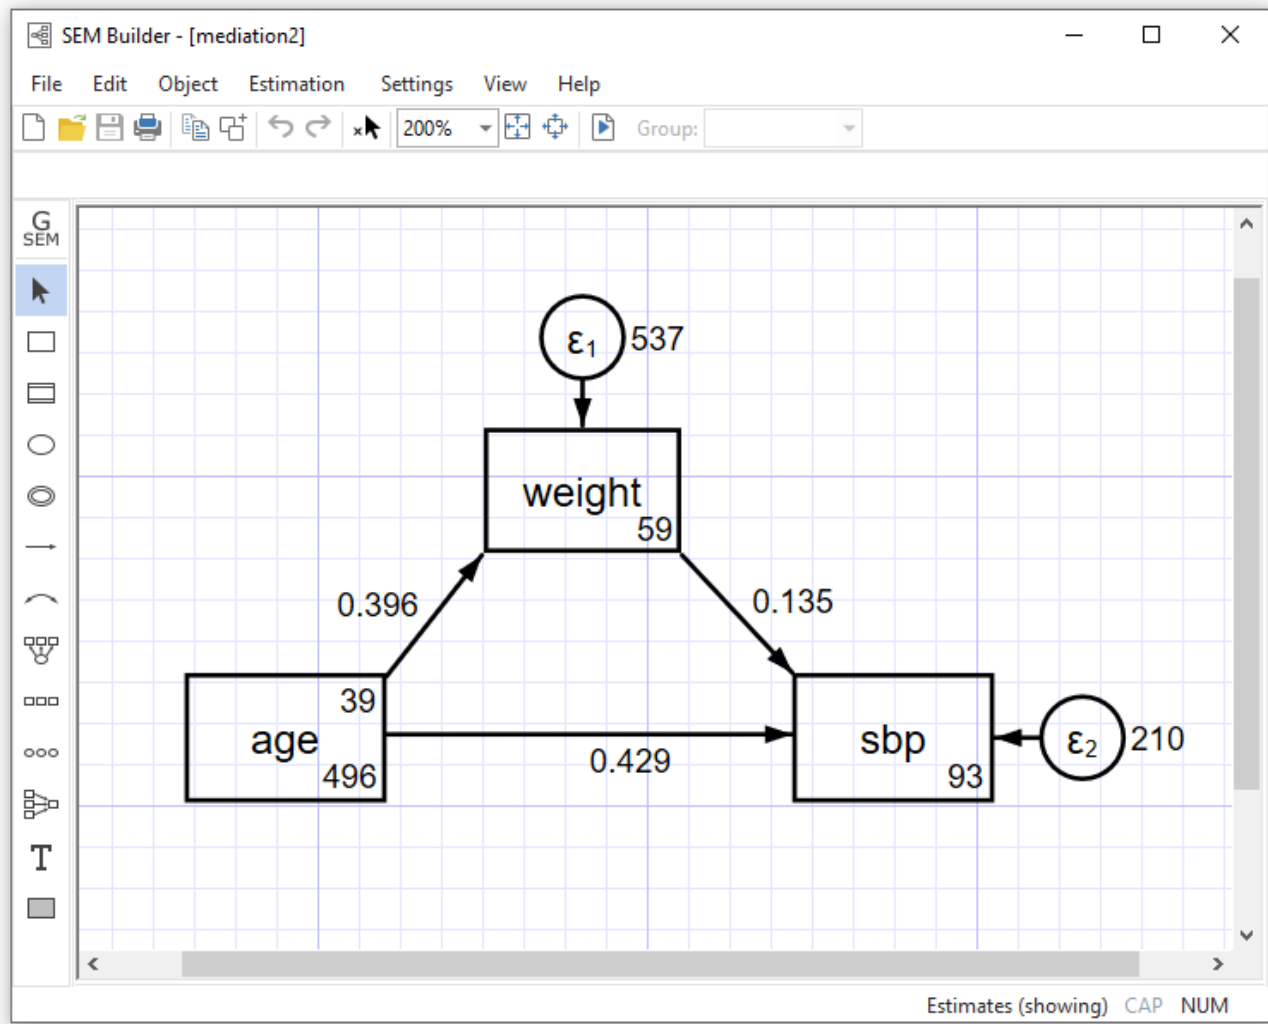 SEM Builder - [mediation2]
File Edit Object Estimation Settings View Help
200% Group:
G
SEM
ε1 537
weight
59
0.396 0.135
39
age
496
0.429
sbp
93
ε2 210
T
Estimates (showing) CAP NUM